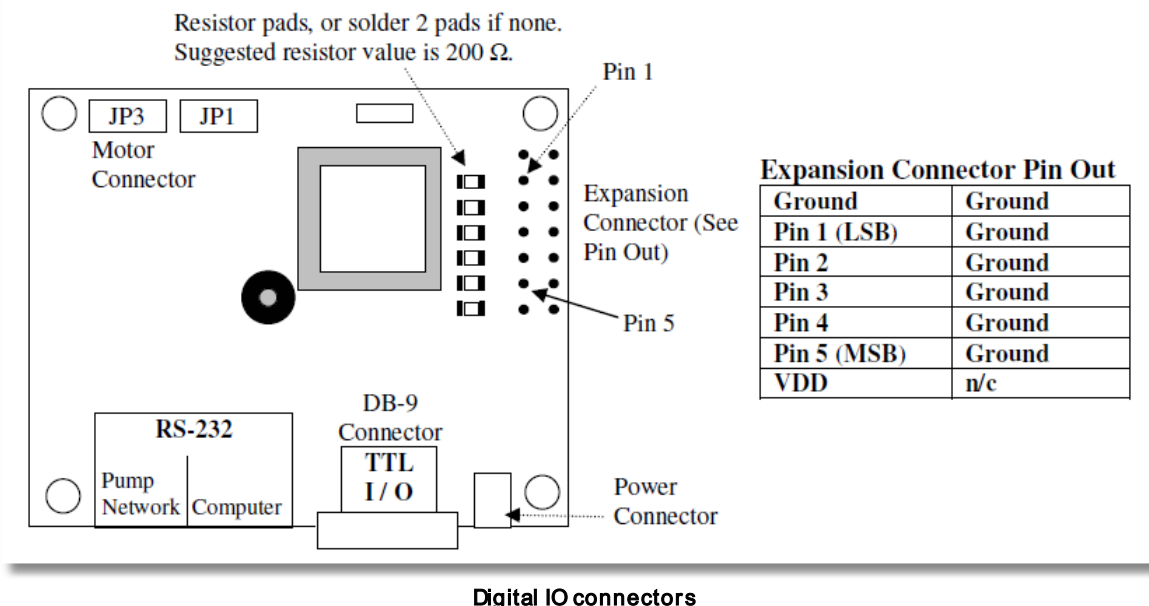 Resistor pads, or solder 2 pads if none.
Suggested resistor value is 200 Ω.
Pin 1
JP3
JP1
Motor
Connector
Expansion
Connector (See
Pin Out)
Pin 5
Expansion Connector Pin Out
Ground Ground
Pin 1 (LSB) Ground
Pin 2 Ground
Pin 3 Ground
Pin 4 Ground
Pin 5 (MSB) Ground
VDD n/c
RS-232
Pump
Network
Computer
DB-9
Connector
TTL
I / O
Power
Connector
Digital IO connectors